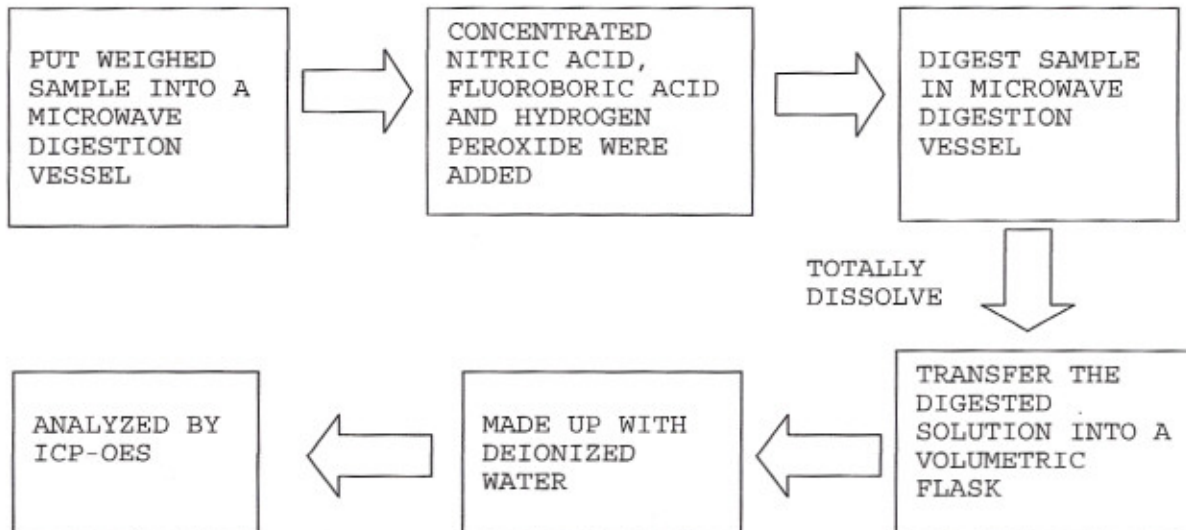 PUT WEIGHED
SAMPLE INTO A
MICROWAVE
DIGESTION
VESSEL
CONCENTRATED
NITRIC ACID,
FLUOROBORIC ACID
AND HYDROGEN
PEROXIDE WERE
ADDED
DIGEST SAMPLE
IN MICROWAVE
DIGESTION
VESSEL
TOTALLY
DISSOLVE
TRANSFER THE
DIGESTED
SOLUTION INTO A
VOLUMETRIC
FLASK
MADE UP WITH
DEIONIZED
WATER
ANALYZED BY
ICP-OES